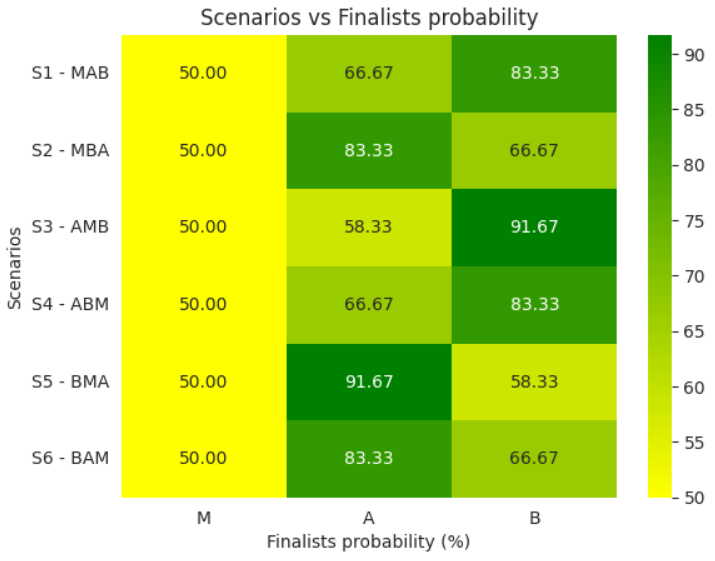 Scenarios vs Finalists probability
Scenarios
S1 - MAB 50.00 66.67 83.33
S2 - MBA 50.00 83.33 66.67
S3 - AMB 50.00 58.33 91.67
S4 - ABM 50.00 66.67 83.33
S5 - BMA 50.00 91.67 58.33
S6 - BAM 50.00 83.33 66.67
M A B
Finalists probability (%)
90
85
80
75
70
65
60
55
50